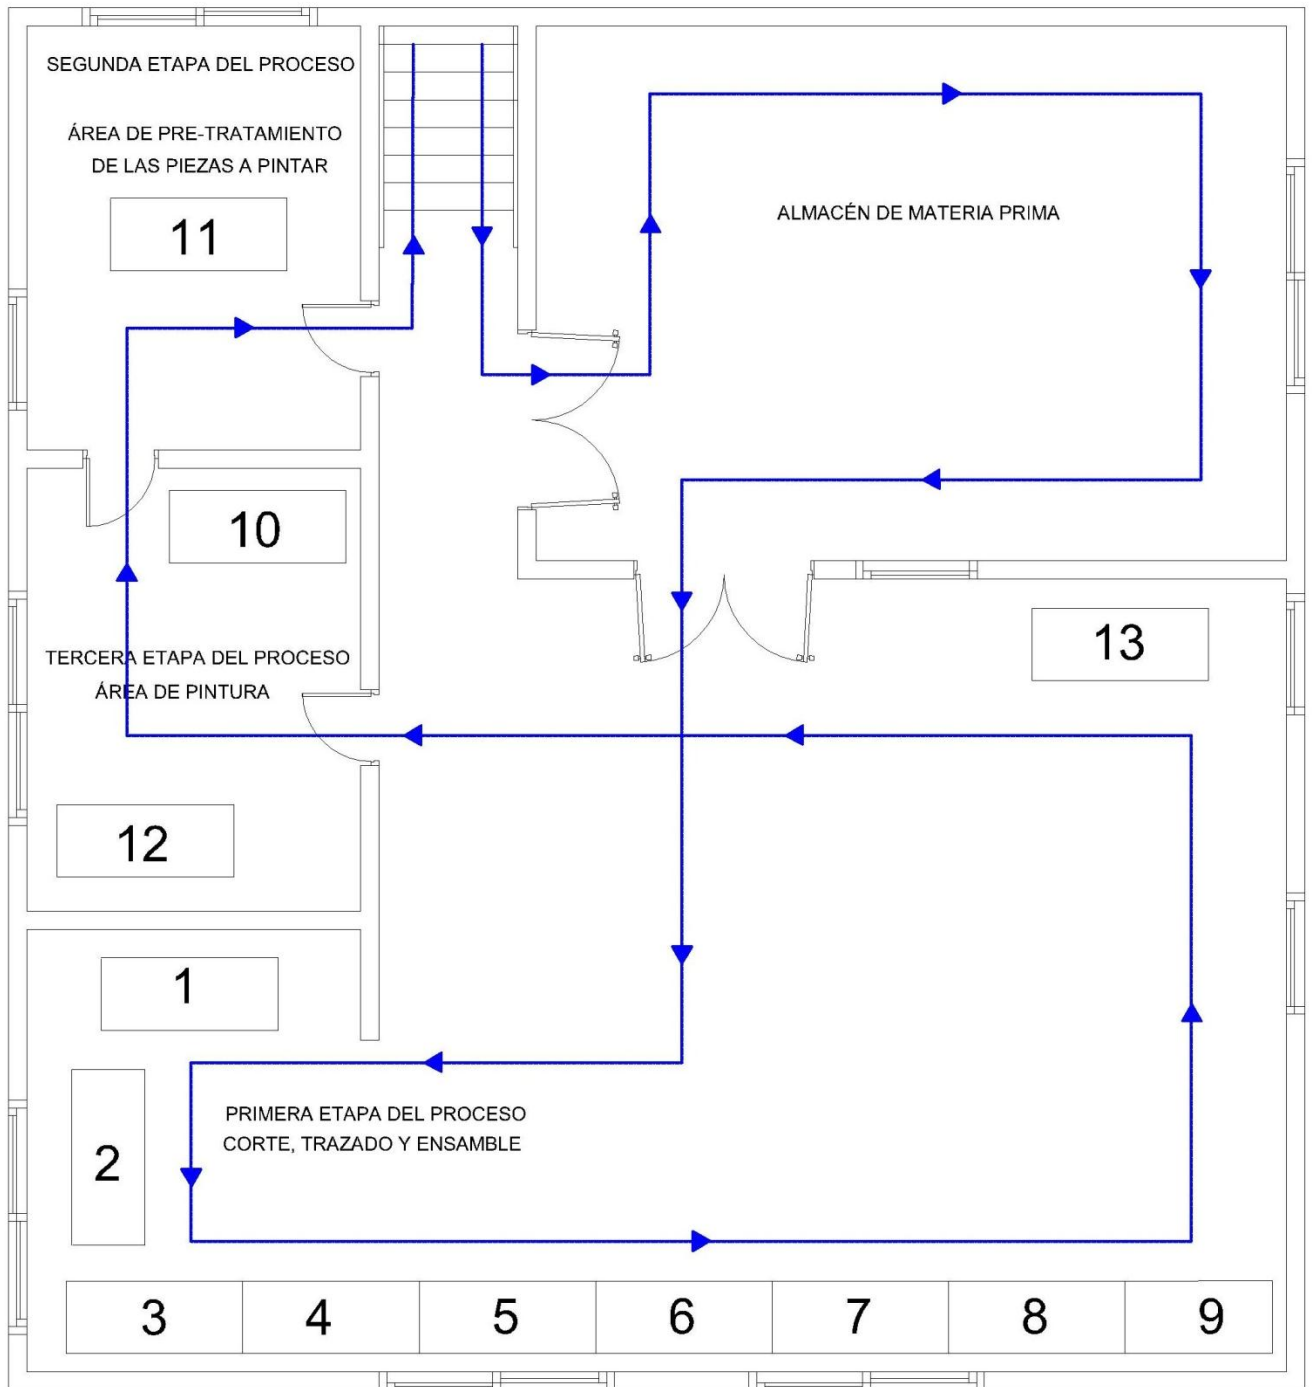 SEGUNDA ETAPA DEL PROCESO
ÁREA DE PRE-TRATAMIENTO
DE LAS PIEZAS A PINTAR
11
ALMACÉN DE MATERIA PRIMA
10
TERCERA ETAPA DEL PROCESO
ÁREA DE PINTURA
13
12
1
2
PRIMERA ETAPA DEL PROCESO
CORTE, TRAZADO Y ENSAMBLE
3 4 5 6 7 8 9